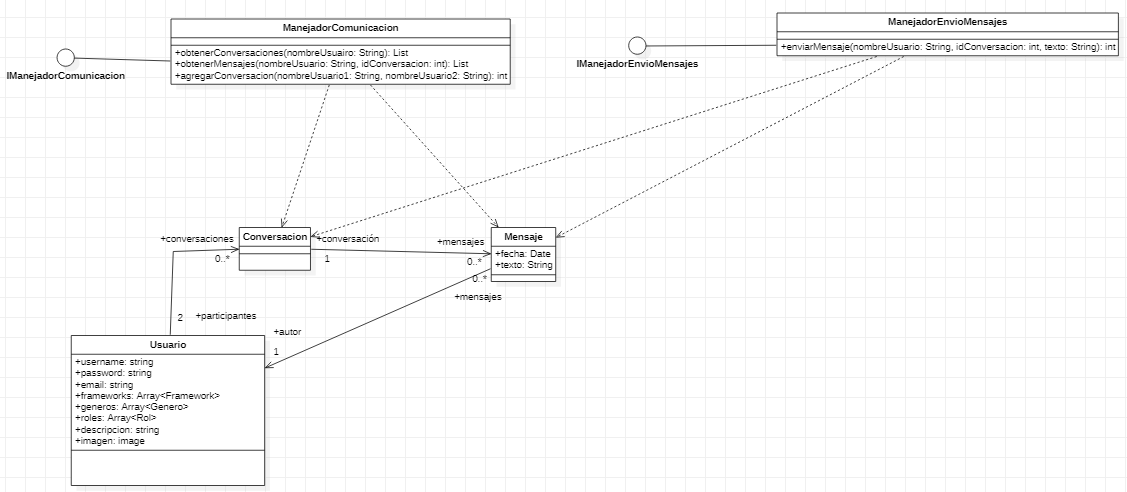 ManejadorComunicacion
+obtenerConversaciones(nombreUsuairo: String): List
+obtenerMensajes(nombreUsuario: String, idConversacion: int): List
+agregarConversacion(nombreUsuario1: String, nombreUsuario2: String): int
IManejadorComunicacion
ManejadorEnvioMensajes
+enviarMensaje(nombreUsuario: String, idConversacion: int, texto: String): int
IManejadorEnvioMensajes
+conversaciones
0..*
Conversacion
+conversación
1
+mensajes
0..*
Mensaje
+fecha: Date
+texto: String
0..*
+mensajes
2
+participantes
+autor
1
Usuario
+username: string
+password: string
+email: string
+frameworks: Array<Framework>
+generos: Array<Genero>
+roles: Array<Rol>
+descripcion: string
+imagen: image